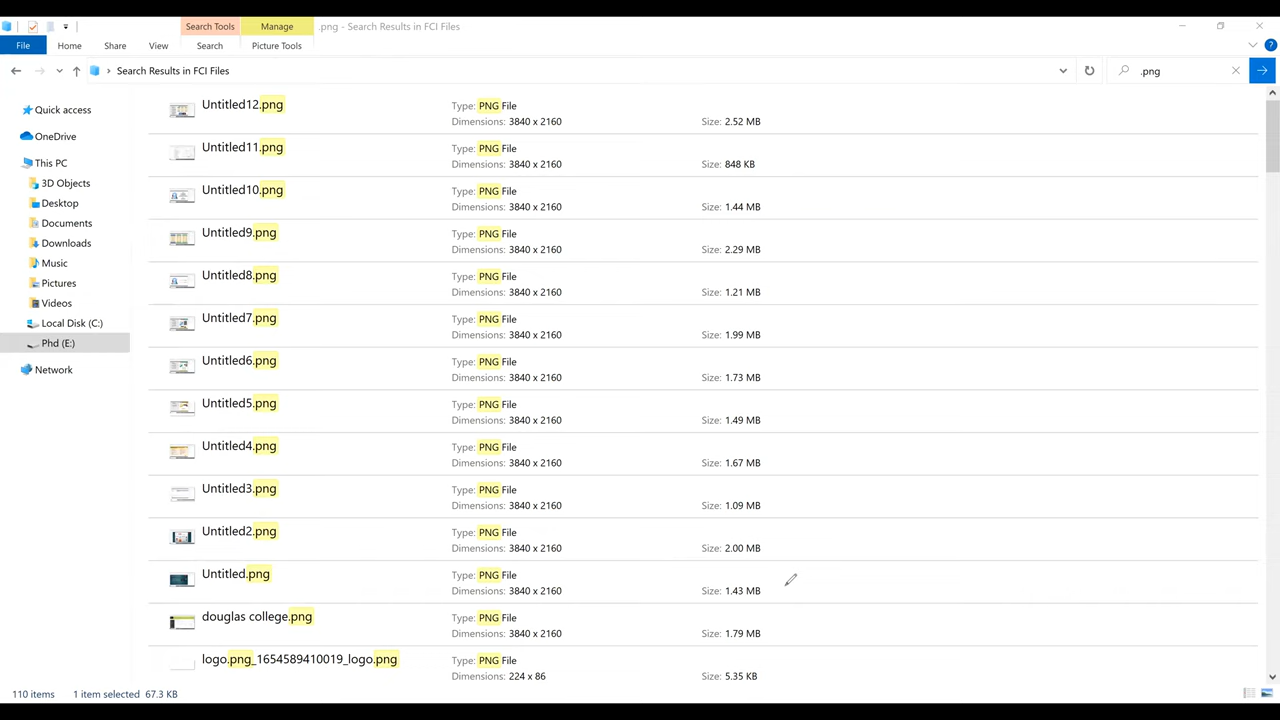 Search Tools
Manage
.png - Search Results in FCI Files
File
Home
Share
View
Search
Picture Tools
?
Search Results in FCI Files
.png
Quick access
OneDrive
This PC
3D Objects
Desktop
Documents
Downloads
Music
Pictures
Videos
Local Disk (C:)
Phd (E:)
Network
Untitled12.png
Type: PNG File
Dimensions: 3840 x 2160
Size: 2.52 MB
Untitled11.png
Type: PNG File
Dimensions: 3840 x 2160
Size: 848 KB
Untitled10.png
Type: PNG File
Dimensions: 3840 x 2160
Size: 1.44 MB
Untitled9.png
Type: PNG File
Dimensions: 3840 x 2160
Size: 2.29 MB
Untitled8.png
Type: PNG File
Dimensions: 3840 x 2160
Size: 1.21 MB
Untitled7.png
Type: PNG File
Dimensions: 3840 x 2160
Size: 1.99 MB
Untitled6.png
Type: PNG File
Dimensions: 3840 x 2160
Size: 1.73 MB
Untitled5.png
Type: PNG File
Dimensions: 3840 x 2160
Size: 1.49 MB
Untitled4.png
Type: PNG File
Dimensions: 3840 x 2160
Size: 1.67 MB
Untitled3.png
Type: PNG File
Dimensions: 3840 x 2160
Size: 1.09 MB
Untitled2.png
Type: PNG File
Dimensions: 3840 x 2160
Size: 2.00 MB
Untitled.png
Type: PNG File
Dimensions: 3840 x 2160
Size: 1.43 MB
douglas college.png
Type: PNG File
Dimensions: 3840 x 2160
Size: 1.79 MB
logo.png_1654589410019_logo.png
Type: PNG File
Dimensions: 224 x 86
Size: 5.35 KB
110 items
1 item selected 67.3 KB